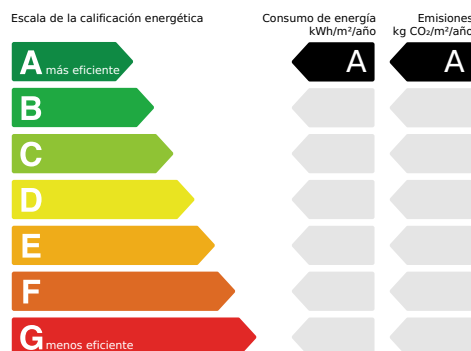 Escala de la calificación energética
Consumo de energía
kWh/m²/año
Emisiones
kg CO₂/m²/año
A más eficiente
A
A
B
C
D
E
F
G menos eficiente